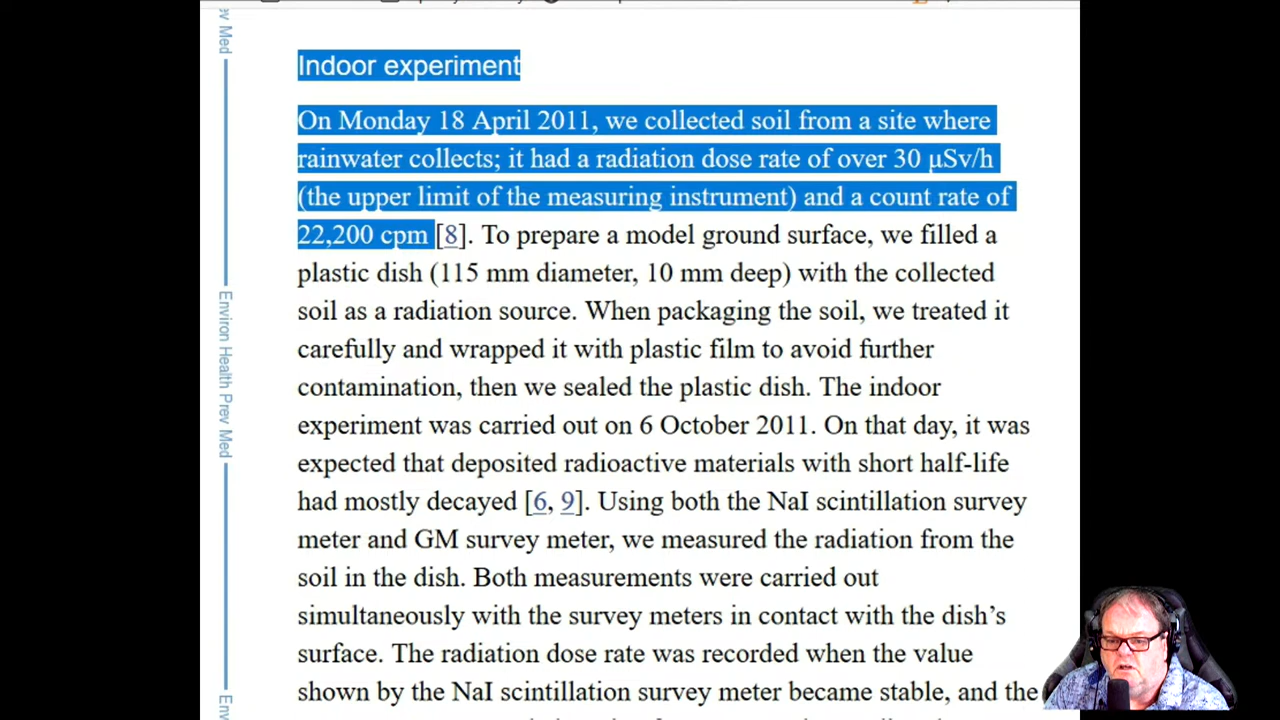 Indoor experiment
On Monday 18 April 2011, we collected soil from a site where
rainwater collects; it had a radiation dose rate of over 30 μSv/h
(the upper limit of the measuring instrument) and a count rate of
22,200 cpm [8]. To prepare a model ground surface, we filled a
plastic dish (115 mm diameter, 10 mm deep) with the collected
soil as a radiation source. When packaging the soil, we treated it
carefully and wrapped it with plastic film to avoid further
contamination, then we sealed the plastic dish. The indoor
experiment was carried out on 6 October 2011. On that day, it was
expected that deposited radioactive materials with short half-life
had mostly decayed [6, 9]. Using both the NaI scintillation survey
meter and GM survey meter, we measured the radiation from the
soil in the dish. Both measurements were carried out
simultaneously with the survey meters in contact with the dish’s
surface. The radiation dose rate was recorded when the value
shown by the NaI scintillation survey meter became stable, and the
Med
Environ Health Prev Med